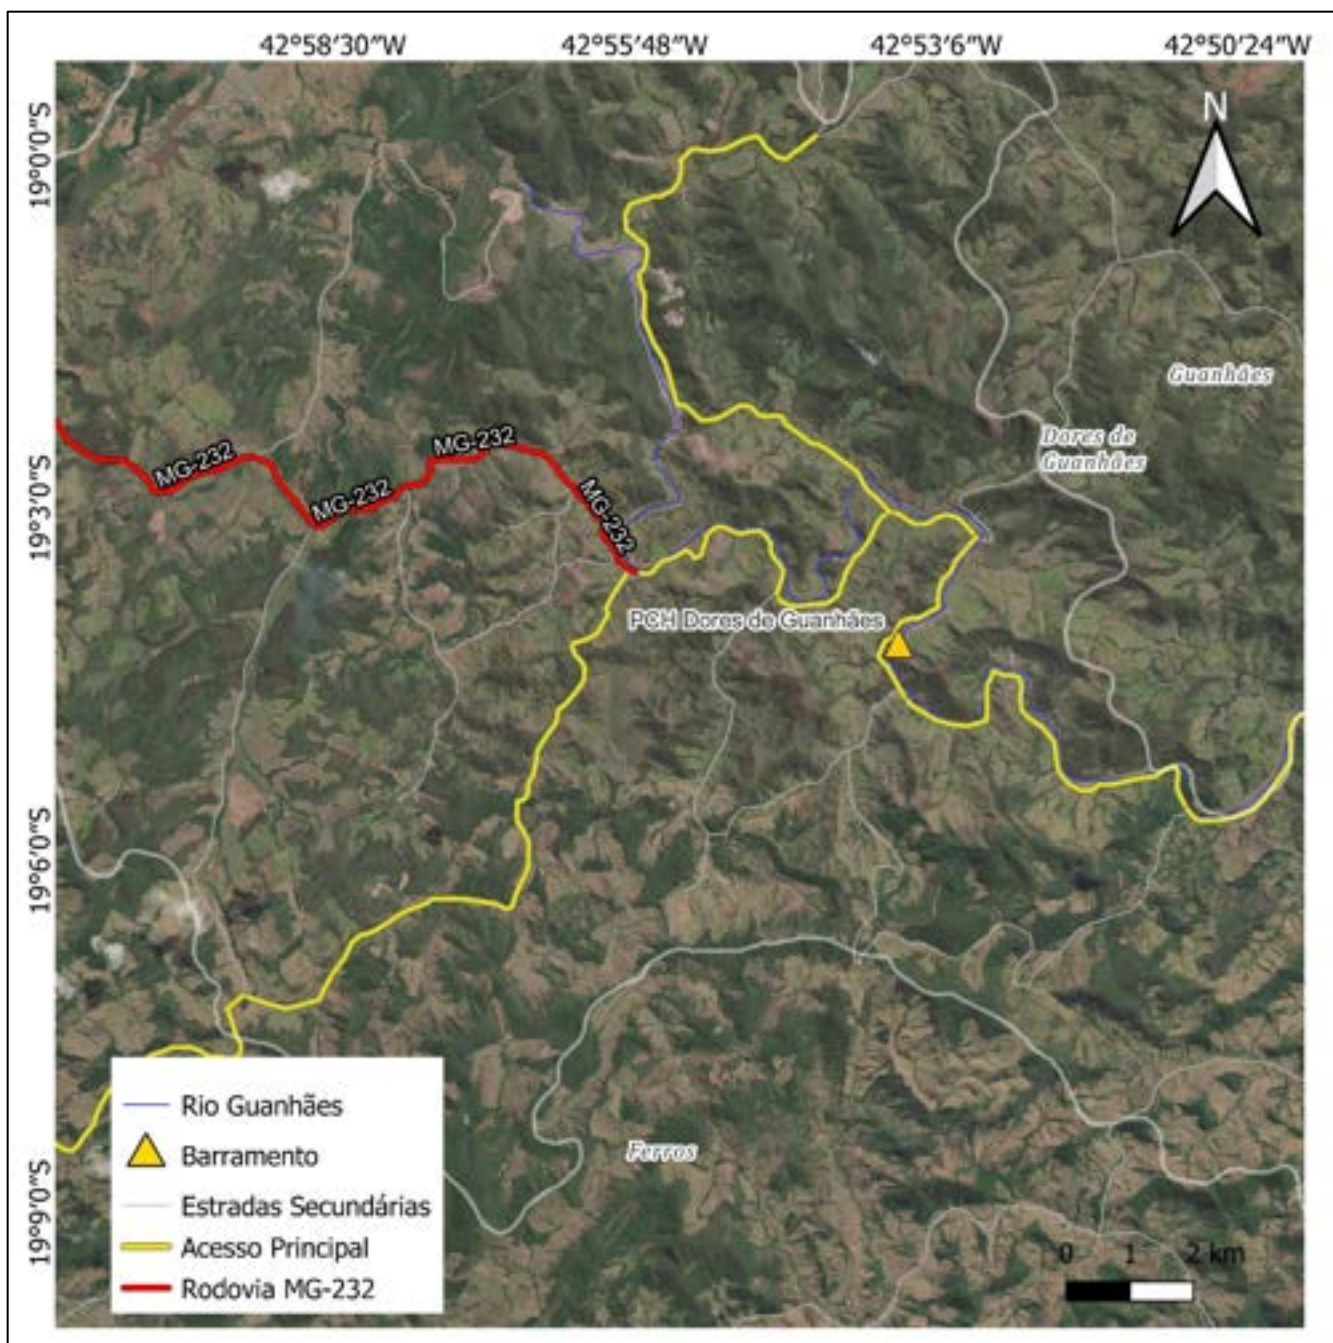 42°58'30"W 42°55'48"W 42°53'6"W 42°50'24"W
N
19°0'0"S
Guanhães
MG-232
MG-232
Dores de
Guanhães
MG-232
MG-232
19°3'0"S
PCH Dores de Guanhães
19°6'0"S
Rio Guanhães
Barramento
Estradas Secundárias
Acesso Principal
Rodovia MG-232
Ferros
19°9'0"S
0 1 2 km